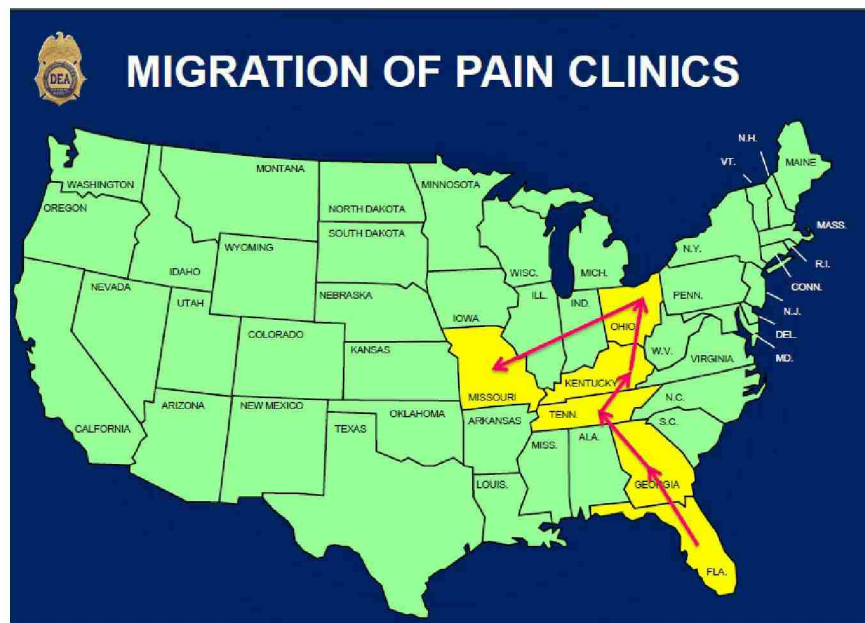 DEA
MIGRATION OF PAIN CLINICS
WASHINGTON
MONTANA
NORTH DAKOTA
MINNOSOTA
VT.
N.H.
MAINE
OREGON
IDAHO
WYOMING
SOUTH DAKOTA
WISC.
MICH.
N.Y.
MASS.
R.I.
CONN.
NEVADA
UTAH
NEBRASKA
IOWA
ILL.
IND.
OHIO
PENN.
N.J.
DEL.
MD.
COLORADO
KANSAS
MISSOURI
KENTUCKY
W.V.
VIRGINIA
CALFORNIA
ARIZONA
NEW MEXICO
OKLAHOMA
ARKANSAS
TENN.
N.C.
TEXAS
S.C.
MISS.
ALA.
GEORGIA
LOUIS.
FLA.